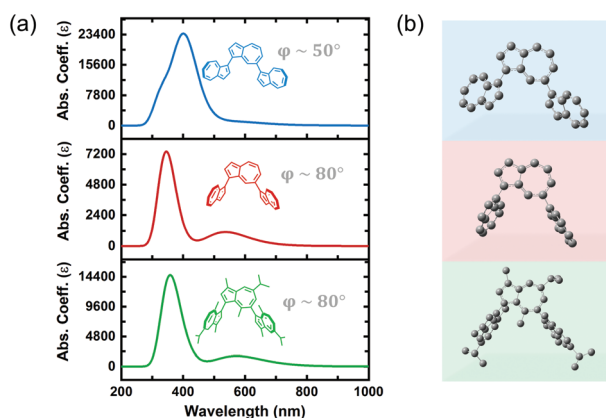 (a)
(b)
Abs. Coeff. (ε)
23400
15600
7800
0
φ ~ 50°
Abs. Coeff. (ε)
7200
4800
2400
0
φ ~ 80°
Abs. Coeff. (ε)
14400
9600
4800
0
φ ~ 80°
200 400 600 800 1000
Wavelength (nm)